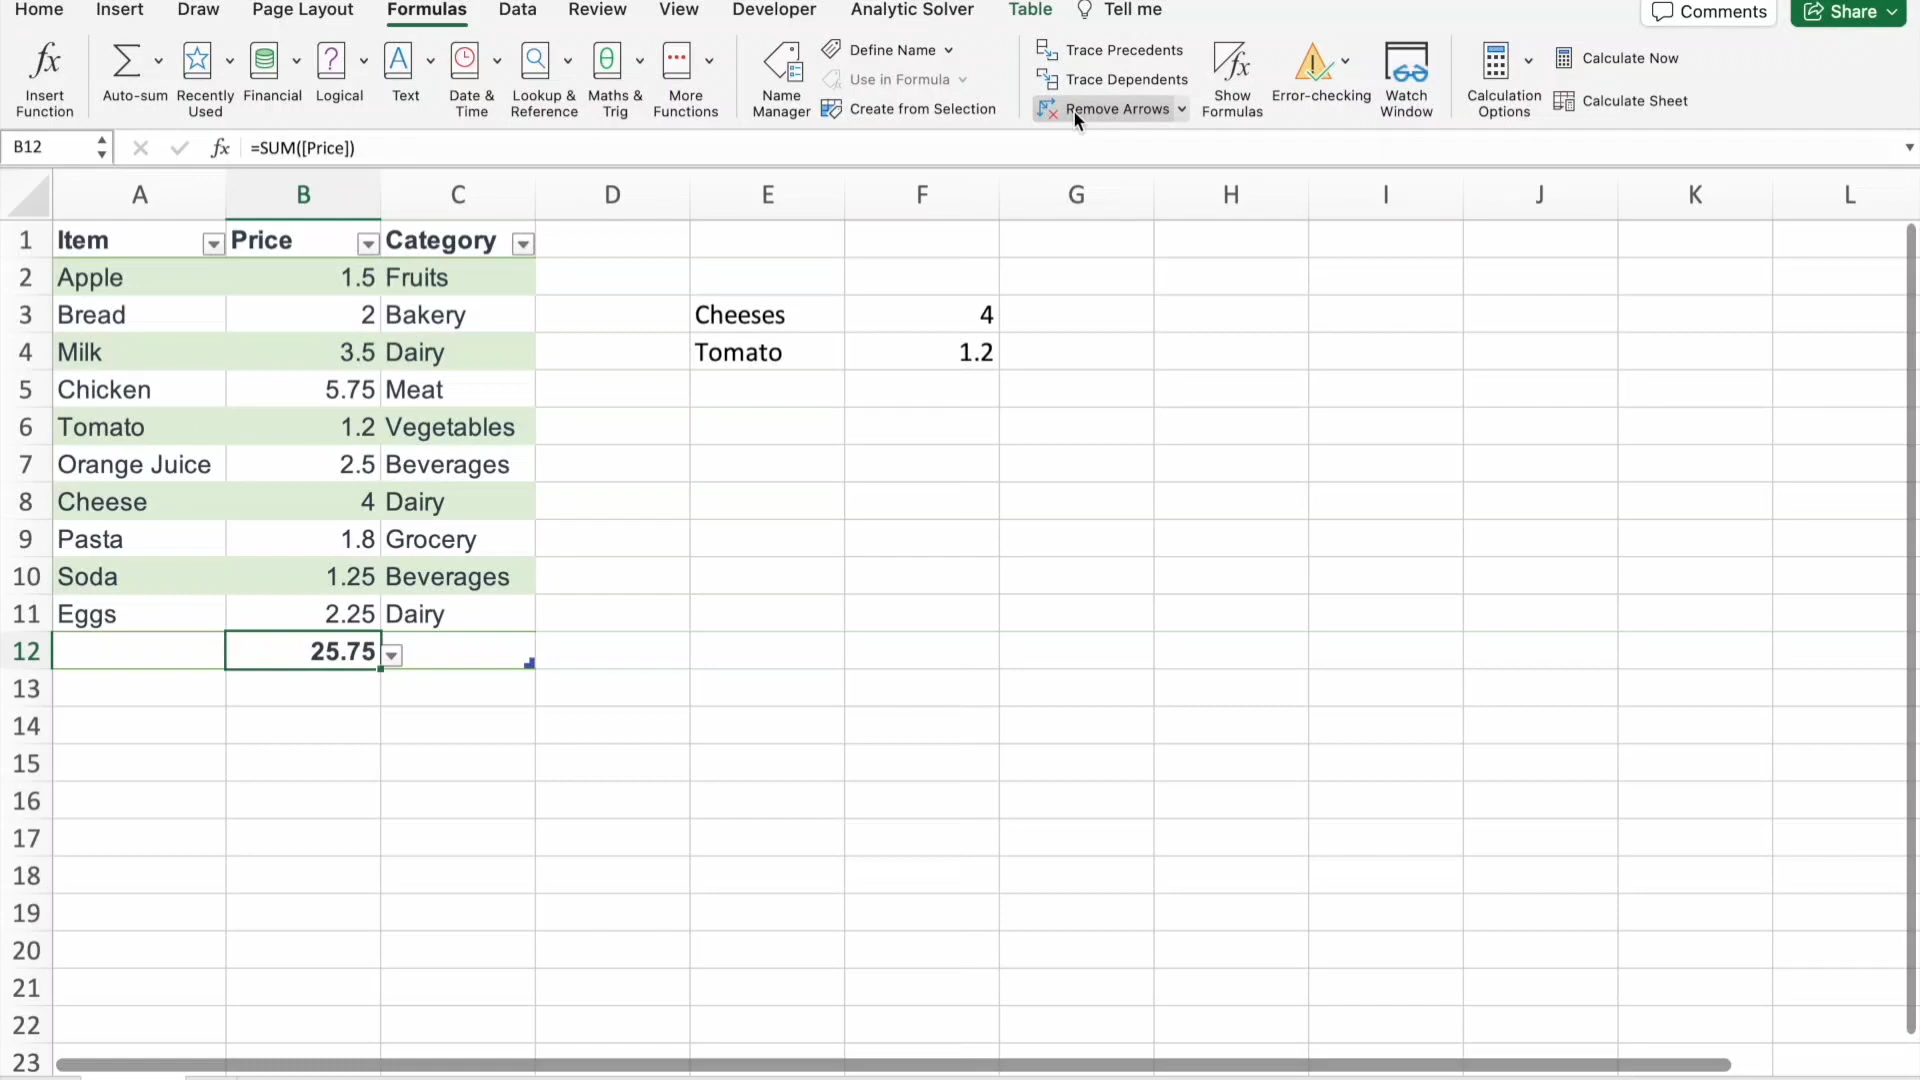 Home Insert Draw Page Layout Formulas Data Review View Developer Analytic Solver Table Tell me Comments Share
Insert Function
Auto-sum
Recently Used
Financial
Logical
Text
Date & Time
Lookup & Reference
Maths & Trig
More Functions
Name Manager
Define Name
Use in Formula
Create from Selection
Trace Precedents
Trace Dependents
Remove Arrows
Show Formulas
Error-checking
Watch Window
Calculation Options
Calculate Now
Calculate Sheet
B12 fx =SUM([Price])
A B C D E F G H I J K L
1 Item Price Category
2 Apple 1.5 Fruits
3 Bread 2 Bakery Cheeses 4
4 Milk 3.5 Dairy Tomato 1.2
5 Chicken 5.75 Meat
6 Tomato 1.2 Vegetables
7 Orange Juice 2.5 Beverages
8 Cheese 4 Dairy
9 Pasta 1.8 Grocery
10 Soda 1.25 Beverages
11 Eggs 2.25 Dairy
12 25.75
13
14
15
16
17
18
19
20
21
22
23